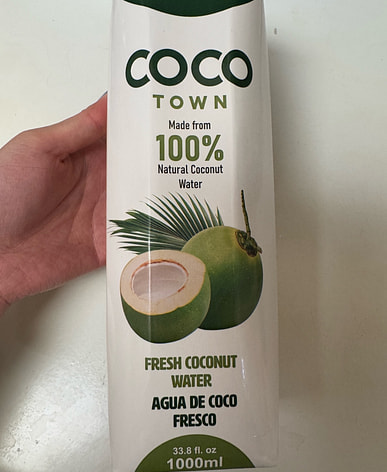 COCO
TOWN
Made from
100%
Natural Coconut
Water
FRESH COCONUT
WATER
AGUA DE COCO
FRESCO
33.8 fl. oz
1000ml